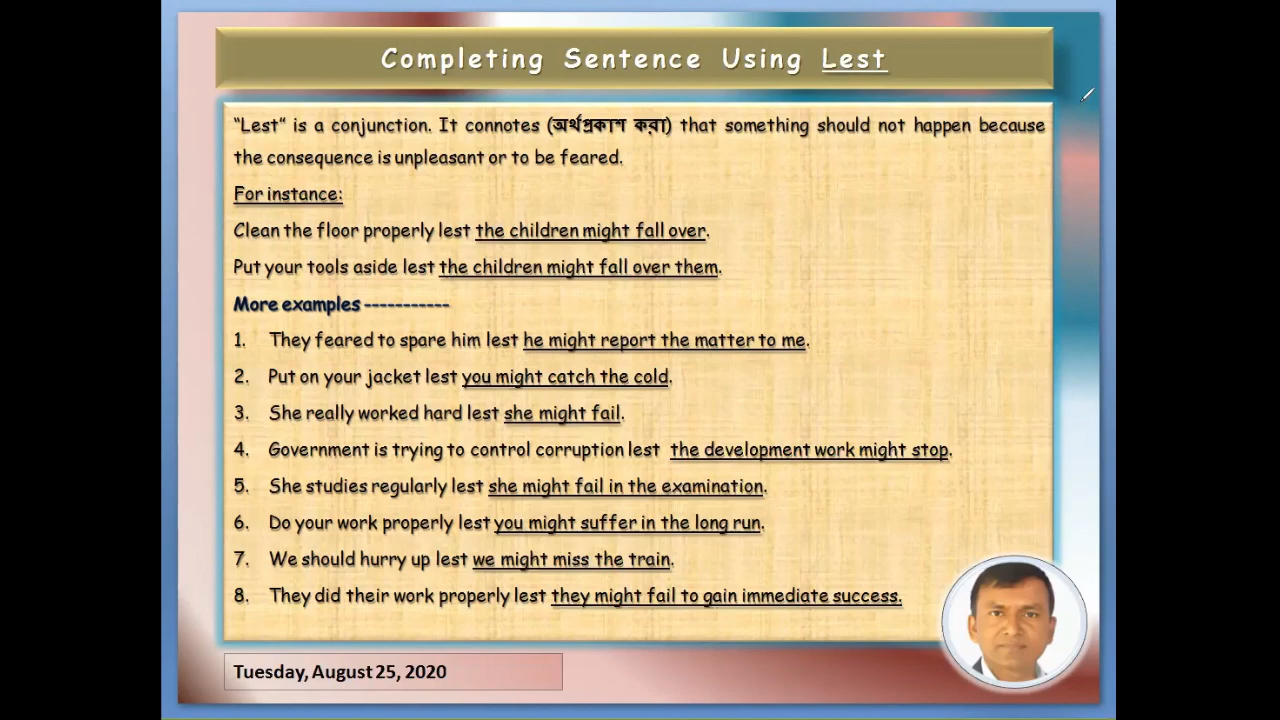 Completing Sentence Using Lest
“Lest” is a conjunction. It connotes (অর্থপ্রকাশ করা) that something should not happen because
the consequence is unpleasant or to be feared.
For instance:
Clean the floor properly lest the children might fall over.
Put your tools aside lest the children might fall over them.
More examples -----------
1. They feared to spare him lest he might report the matter to me.
2. Put on your jacket lest you might catch the cold.
3. She really worked hard lest she might fail.
4. Government is trying to control corruption lest the development work might stop.
5. She studies regularly lest she might fail in the examination.
6. Do your work properly lest you might suffer in the long run.
7. We should hurry up lest we might miss the train.
8. They did their work properly lest they might fail to gain immediate success.
Tuesday, August 25, 2020